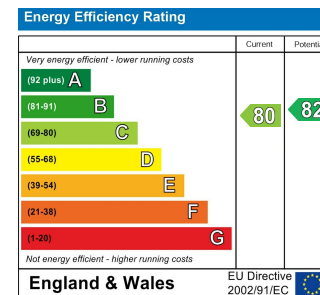 Energy Efficiency Rating
Current Potentia
Very energy efficient - lower running costs
(92 plus) A
(81-91) B
(69-80) C
(55-68) D
(39-54) E
(21-38) F
(1-20) G
80
82
Not energy efficient - higher running costs
England & Wales
EU Directive
2002/91/EC